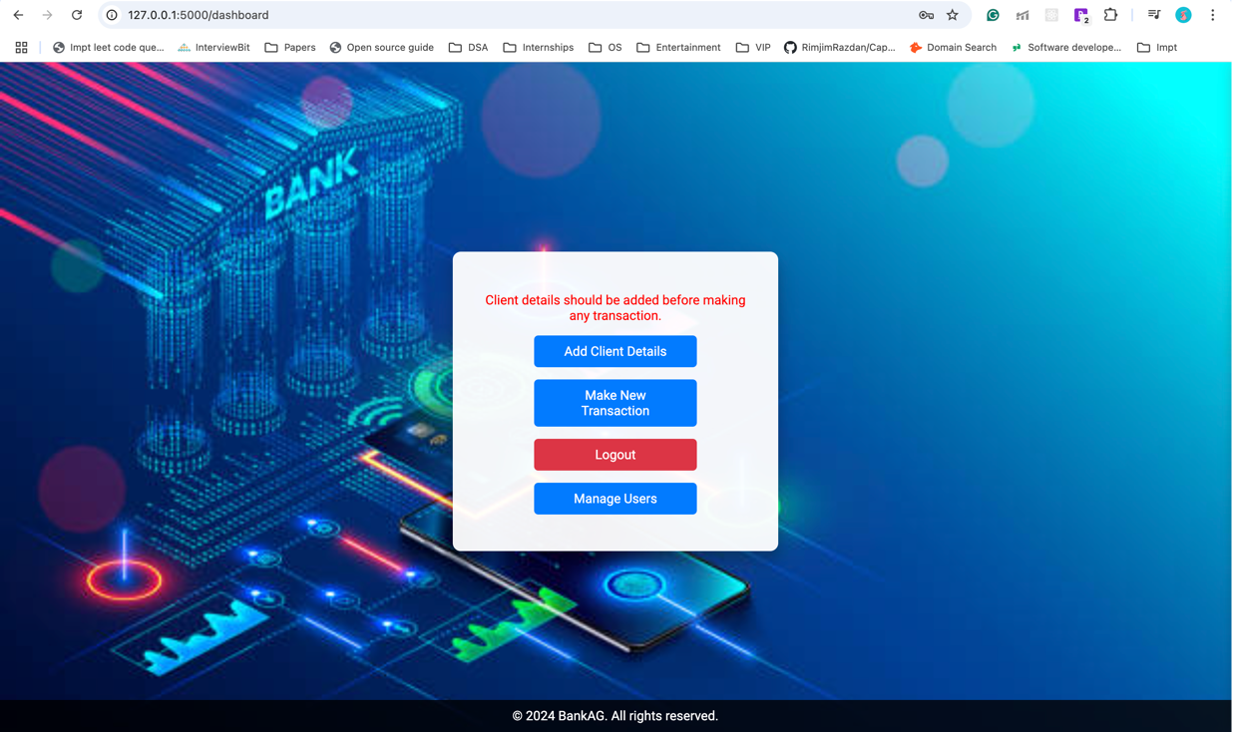 127.0.0.1:5000/dashboard
2
Impt leet code que... InterviewBit Papers Open source guide DSA Internships OS Entertainment VIP RimjimRazdan/Cap... Domain Search Software develope... Impt
BANK
Client details should be added before making
any transaction.
Add Client Details
Make New
Transaction
Logout
Manage Users
© 2024 BankAG. All rights reserved.